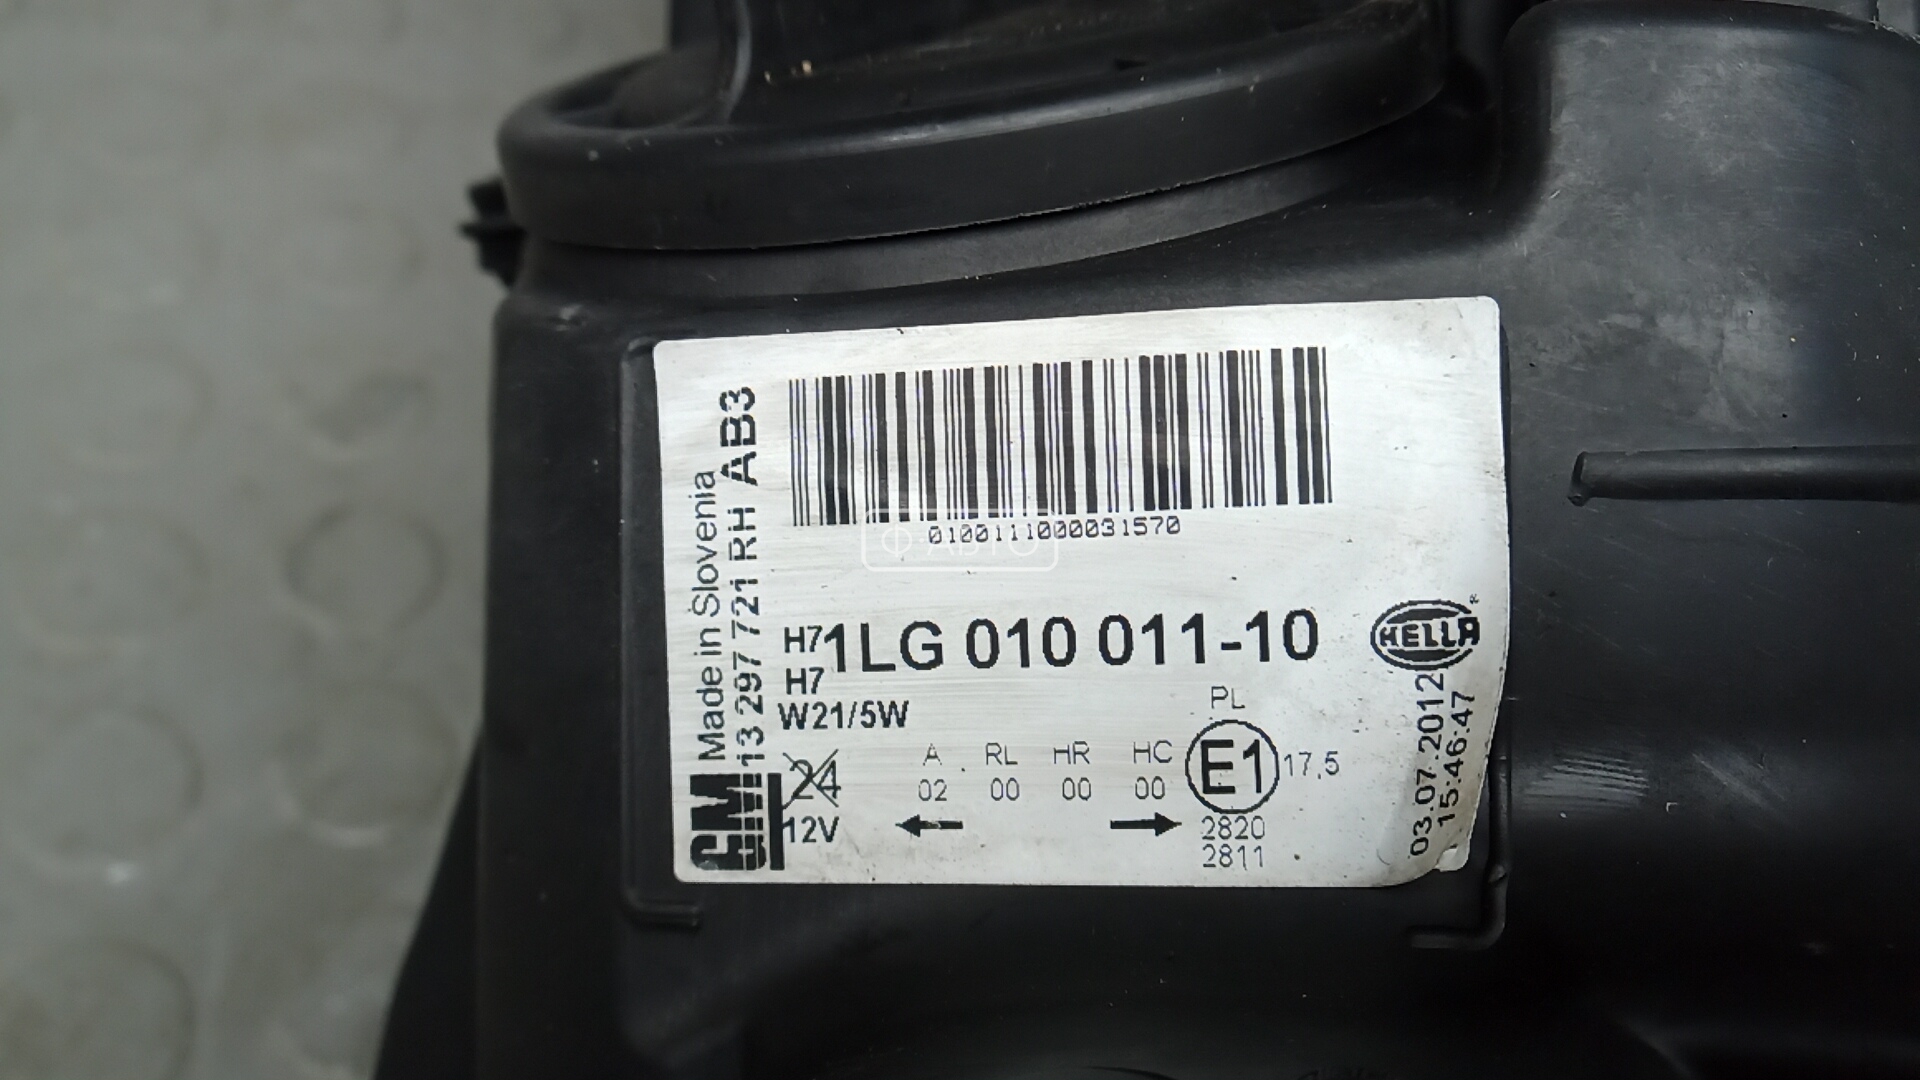 Made in Slovenia
GM 13 297 721 RH AB3
0100111000031570
Ф АВТО
H7 1LG 010 011-10
H7
W21/5W
HELLA
PL
24
A RL HR HC
E1 17,5
02 00 00 00
12V
2820
2811
03.07.2012
15:46:47